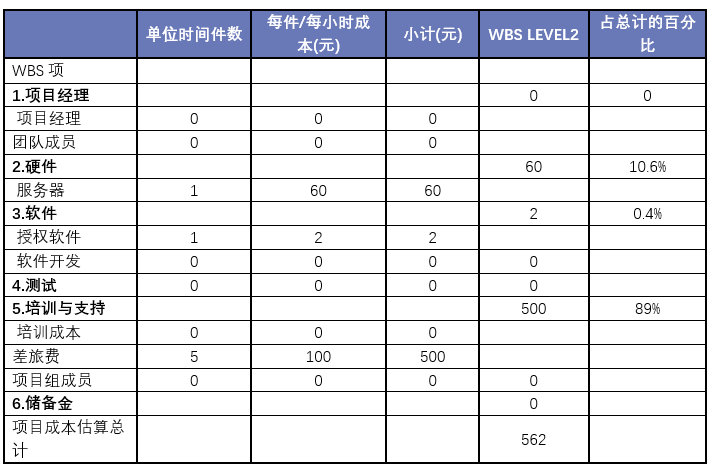 单位时间件数 每件/每小时成本(元) 小计(元) WBS LEVEL2 占总计的百分比
WBS 项
1.项目经理 0 0
项目经理 0 0 0
团队成员 0 0 0
2.硬件 60 10.6%
服务器 1 60 60
3.软件 2 0.4%
授权软件 1 2 2
软件开发 0 0 0 0
4.测试 0 0 0 0
5.培训与支持 500 89%
培训成本 0 0 0
差旅费 5 100 500
项目组成员 0 0 0 0
6.储备金 0
项目成本估算总计 562